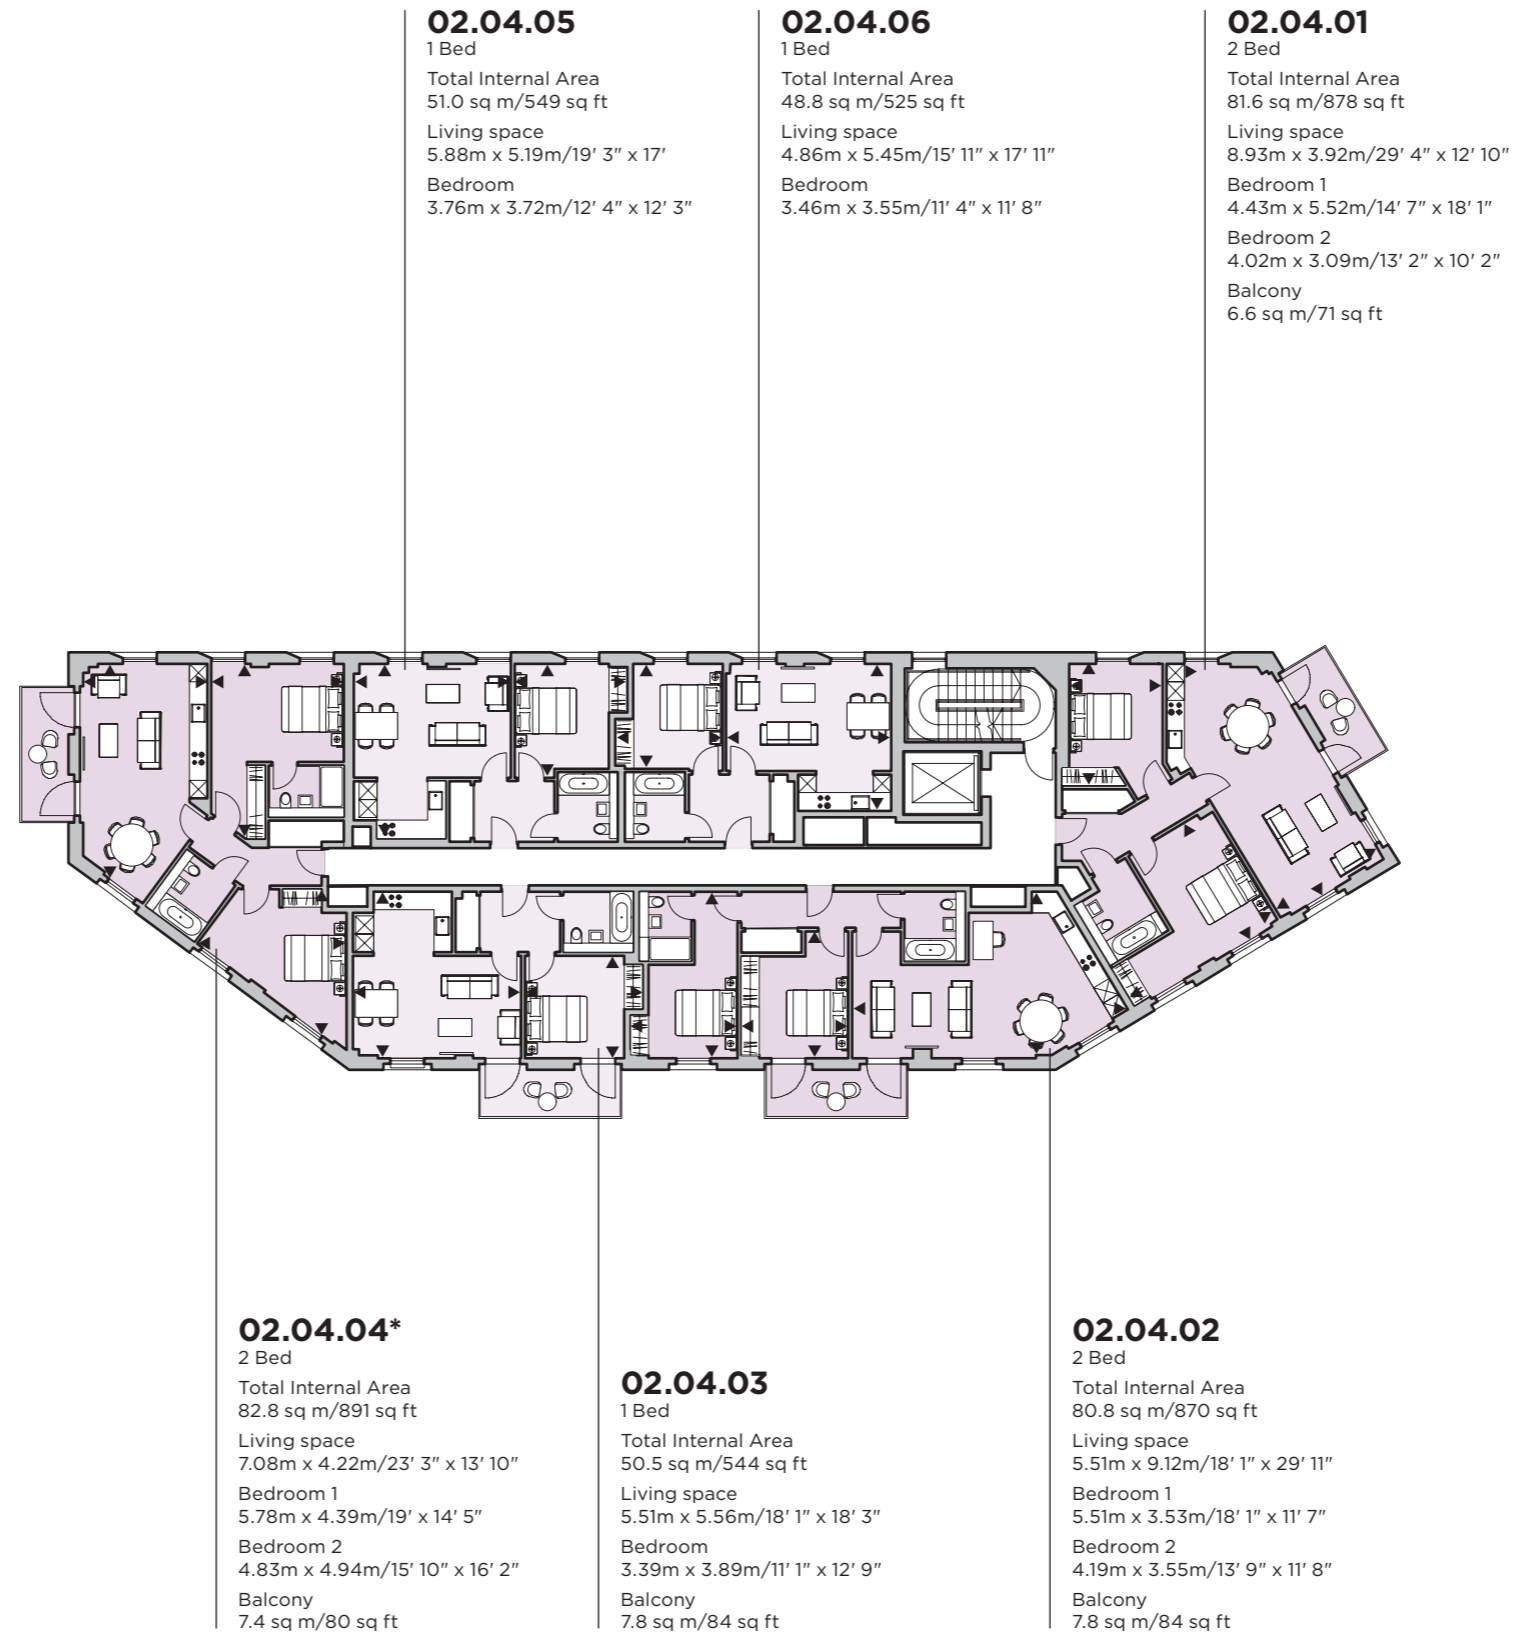 02.04.05
1 Bed
Total Internal Area
51.0 sq m/549 sq ft
Living space
5.88m x 5.19m/19' 3" x 17'
Bedroom
3.76m x 3.72m/12' 4" x 12' 3"
02.04.06
1 Bed
Total Internal Area
48.8 sq m/525 sq ft
Living space
4.86m x 5.45m/15' 11" x 17' 11"
Bedroom
3.46m x 3.55m/11' 4" x 11' 8"
02.04.01
2 Bed
Total Internal Area
81.6 sq m/878 sq ft
Living space
8.93m x 3.92m/29' 4" x 12' 10"
Bedroom 1
4.43m x 5.52m/14' 7" x 18' 1"
Bedroom 2
4.02m x 3.09m/13' 2" x 10' 2"
Balcony
6.6 sq m/71 sq ft
02.04.04*
2 Bed
Total Internal Area
82.8 sq m/891 sq ft
Living space
7.08m x 4.22m/23' 3" x 13' 10"
Bedroom 1
5.78m x 4.39m/19' x 14' 5"
Bedroom 2
4.83m x 4.94m/15' 10" x 16' 2"
Balcony
7.4 sq m/80 sq ft
02.04.03
1 Bed
Total Internal Area
50.5 sq m/544 sq ft
Living space
5.51m x 5.56m/18' 1" x 18' 3"
Bedroom
3.39m x 3.89m/11' 1" x 12' 9"
Balcony
7.8 sq m/84 sq ft
02.04.02
2 Bed
Total Internal Area
80.8 sq m/870 sq ft
Living space
5.51m x 9.12m/18' 1" x 29' 11"
Bedroom 1
5.51m x 3.53m/18' 1" x 11' 7"
Bedroom 2
4.19m x 3.55m/13' 9" x 11' 8"
Balcony
7.8 sq m/84 sq ft